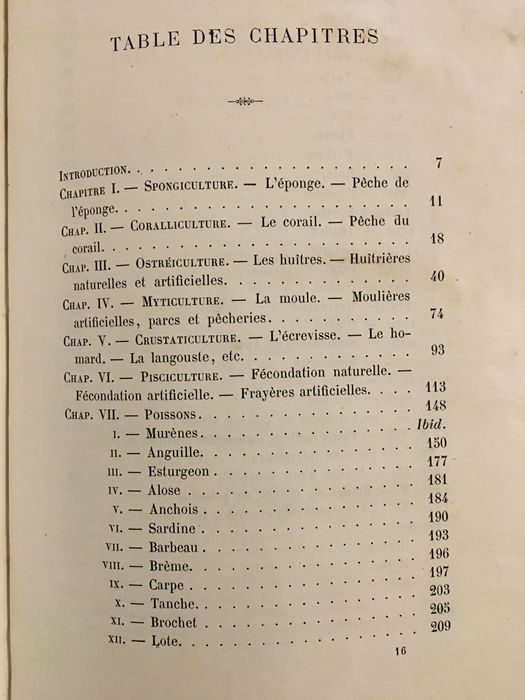 TABLE DES CHAPITRES
INTRODUCTION. . . . . . . . . . . . . . . . . . . 7
CHAPITRE I. — SPONGICULTURE. — L'éponge. — Pêche de
l'éponge. . . . . . . . . . . . . . . . . . . 11
CHAP. II. — CORALLICULTURE. — Le corail. — Pêche du
corail. . . . . . . . . . . . . . . . . . . 18
CHAP. III. — OSTRÉICULTURE. — Les huîtres. — Huîtrières
naturelles et artificielles. . . . . . . . . . . . 40
CHAP. IV. — MYTICULTURE. — La moule. — Moulières
artificielles, parcs et pêcheries. . . . . . . . . . 74
CHAP. V. — CRUSTATICULTURE. — L'écrevisse. — Le ho-
mard. — La langouste, etc. . . . . . . . . . . . 93
CHAP. VI. — PISCICULTURE. — Fécondation naturelle. —
Fécondation artificielle. — Frayères artificielles. . . . 113
CHAP. VII. — POISSONS. . . . . . . . . . . . . . . 148
I. — Murènes. . . . . . . . . . . . . . Ibid.
II. — Anguille. . . . . . . . . . . . . . 150
III. — Esturgeon . . . . . . . . . . . . . 177
IV. — Alose . . . . . . . . . . . . . . 181
V. — Anchois . . . . . . . . . . . . . . 184
VI. — Sardine . . . . . . . . . . . . . . 190
VII. — Barbeau . . . . . . . . . . . . . . 193
VIII. — Brême. . . . . . . . . . . . . . . 196
IX. — Carpe . . . . . . . . . . . . . . 197
X. — Tanche. . . . . . . . . . . . . . . 203
XI. — Brochet . . . . . . . . . . . . . . 205
XII. — Lote. . . . . . . . . . . . . . . 209
16